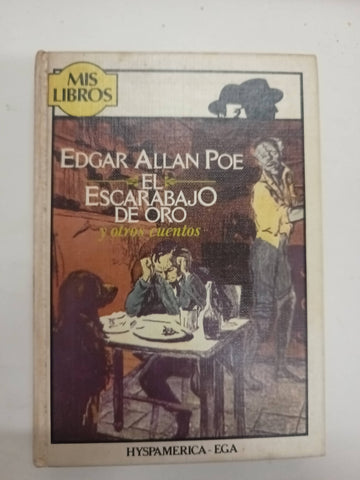 MIS
LIBROS
EDGAR ALLAN POE
EL
ESCARABAJO
DE ORO
y otros cuentos
HYSPAMERICA - EGA